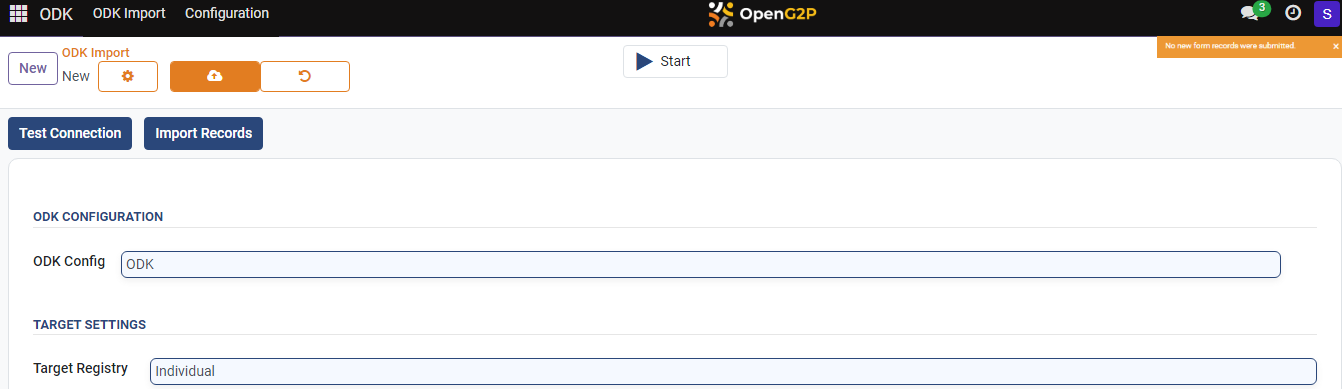 ODK ODK Import Configuration OpenG2P 3 S
No new form records were submitted. ×
New ODK Import
New
Start
Test Connection Import Records
ODK CONFIGURATION
ODK Config ODK
TARGET SETTINGS
Target Registry Individual